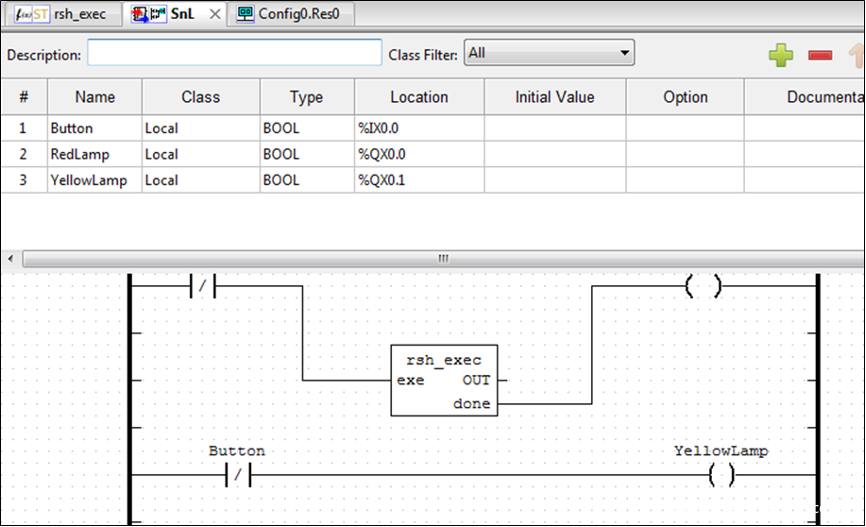 ST rsh_exec SnL Config0.Res0
Description: Class Filter: All
# Name Class Type Location Initial Value Option Documenta
1 Button Local BOOL %IX0.0
2 RedLamp Local BOOL %QX0.0
3 YellowLamp Local BOOL %QX0.1
rsh_exec
exe OUT
done
Button YellowLamp